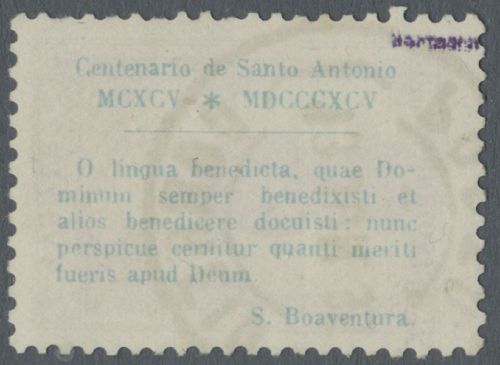 Centenario de Santo Antonio
MCXCV * MDCCCXCV
O lingua benedicta, quae Do-
minum semper benedixisti et
alios benedicere docuisti: nunc
perspicue cernitur quanti meriti
fueris apud Deum
S. Boaventura.